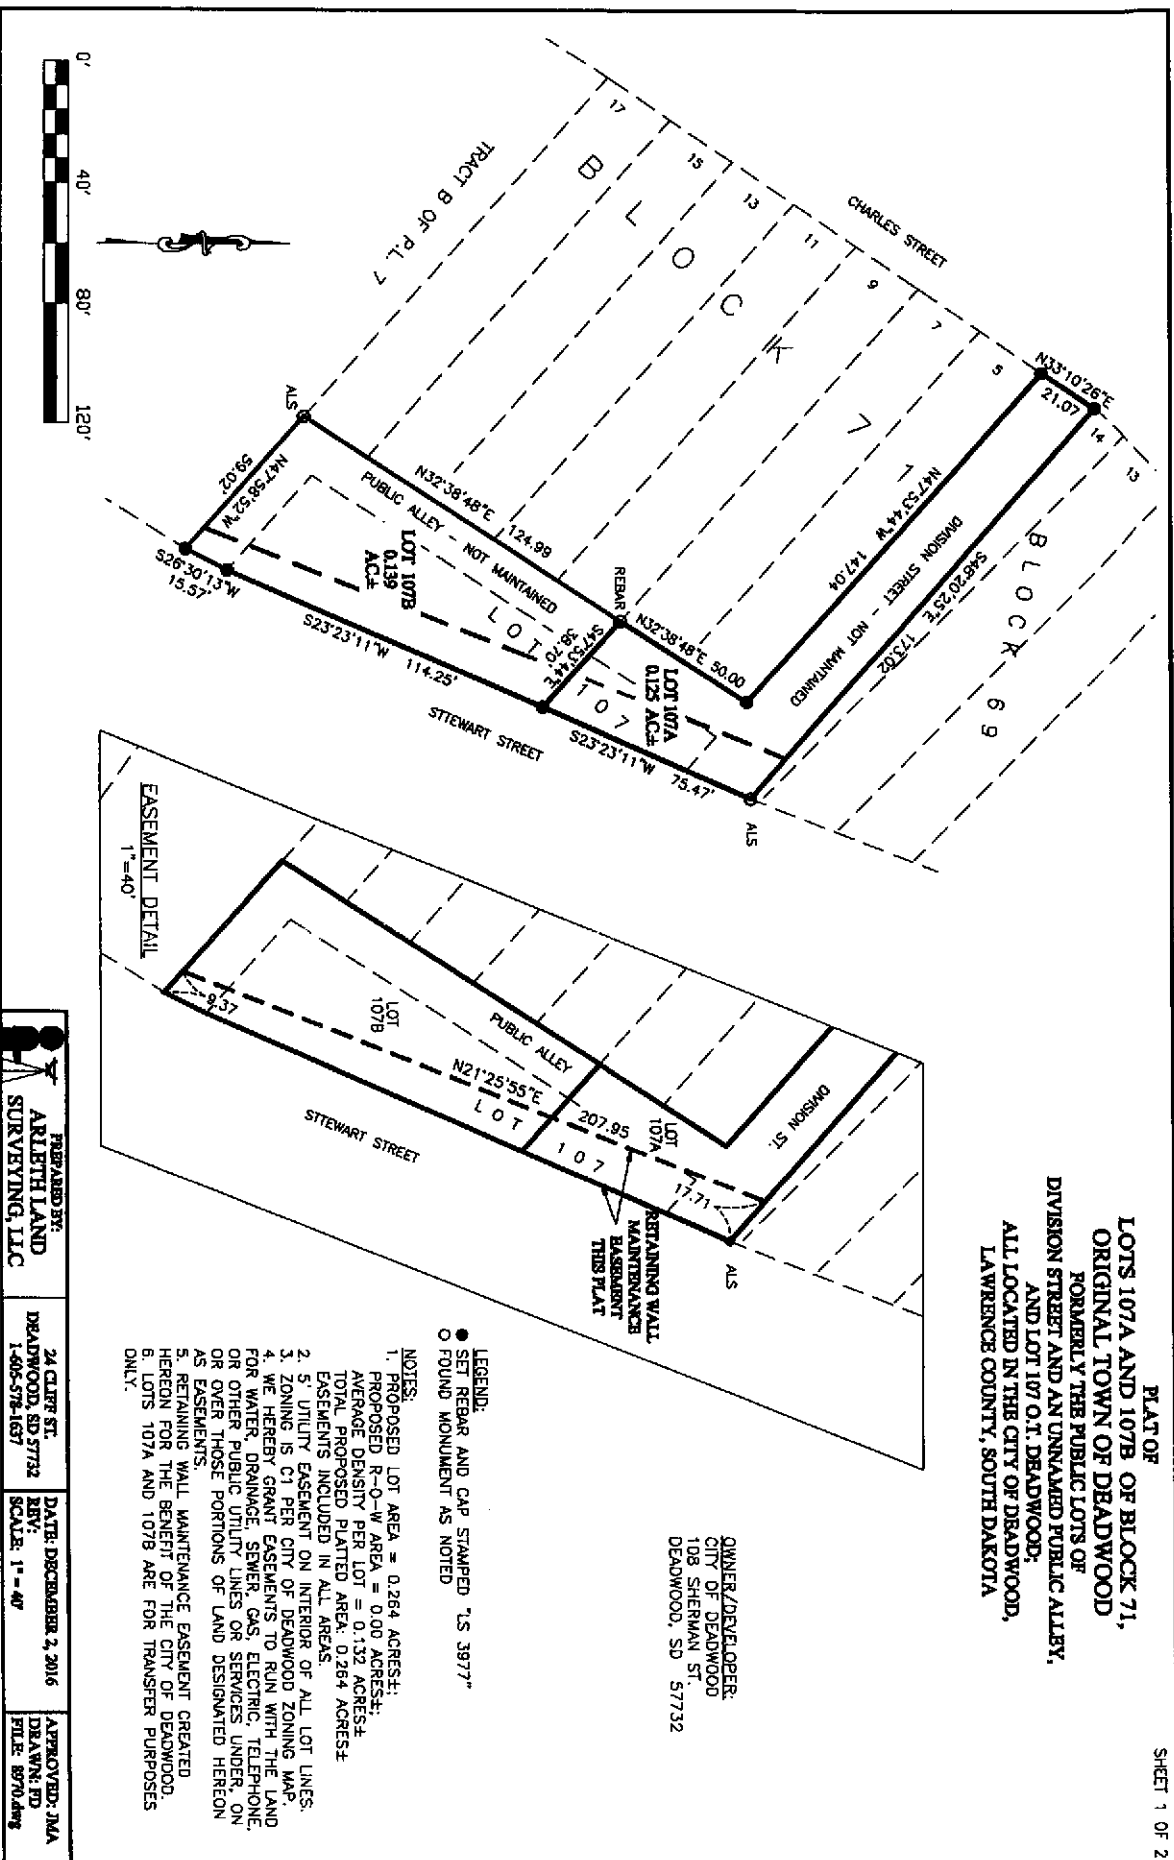 SHEET 1 OF 2
PLAT OF
LOTS 107A AND 107B OF BLOCK 71,
ORIGINAL TOWN OF DEADWOOD
FORMERLY THE PUBLIC LOTS OF
DIVISION STREET AND AN UNNAMED PUBLIC ALLEY,
AND LOT 107 O.T. DEADWOOD;
ALL LOCATED IN THE CITY OF DEADWOOD,
LAWRENCE COUNTY, SOUTH DAKOTA
CHARLES STREET
17
15
13
11
9
7
5
1
BLOCK 7
TRACT B OF P.L. 7
N33°10'26"E
21.07
14
13
BLOCK 69
N47°53'44"W 147.04
DIVISION STREET - NOT MAINTAINED
S48°20'25"E 173.02
N32°38'48"E 50.00
REBAR
N32°38'48"E 124.99
PUBLIC ALLEY - NOT MAINTAINED
LOT 107A
0.125 AC±
S47°53'44"E
38.70'
LOT 107B
0.139
AC±
LOT 107
ALS
N47°58'52"W
59.02'
S26°30'13"W
15.57'
S23°23'11"W 114.25'
S23°23'11"W 75.47'
ALS
STTEWART STREET
0' 40' 80' 120'
EASEMENT DETAIL
1"=40'
DIVISION ST.
PUBLIC ALLEY
LOT
107A
LOT
107B
LOT 107
N21°25'55"E 207.95
17.71
9.37
ALS
STTEWART STREET
RETAINING WALL
MAINTENANCE
EASEMENT
THIS PLAT
OWNER/DEVELOPER:
CITY OF DEADWOOD
108 SHERMAN ST.
DEADWOOD, SD 57732
LEGEND:
● SET REBAR AND CAP STAMPED "LS 3977"
○ FOUND MONUMENT AS NOTED
NOTES:
1. PROPOSED LOT AREA = 0.264 ACRES±;
PROPOSED R-O-W AREA = 0.00 ACRES±;
AVERAGE DENSITY PER LOT = 0.132 ACRES±
TOTAL PROPOSED PLATTED AREA: 0.264 ACRES±
EASEMENTS INCLUDED IN ALL AREAS.
2. 5' UTILITY EASEMENT ON INTERIOR OF ALL LOT LINES.
3. ZONING IS C1 PER CITY OF DEADWOOD ZONING MAP.
4. WE HEREBY GRANT EASEMENTS TO RUN WITH THE LAND
FOR WATER, DRAINAGE, SEWER, GAS, ELECTRIC, TELEPHONE,
OR OTHER PUBLIC UTILITY LINES OR SERVICES UNDER, ON
OR OVER THOSE PORTIONS OF LAND DESIGNATED HEREON
AS EASEMENTS.
5. RETAINING WALL MAINTENANCE EASEMENT CREATED
HEREON FOR THE BENEFIT OF THE CITY OF DEADWOOD.
6. LOTS 107A AND 107B ARE FOR TRANSFER PURPOSES
ONLY.
PREPARED BY:
ARLETH LAND
SURVEYING, LLC
24 CLIFF ST.
DEADWOOD, SD 57732
1-605-578-1637
DATE: DECEMBER 2, 2016
REV:
SCALE: 1" = 40'
APPROVED: JMA
DRAWN: FD
FILE: 8970.dwg